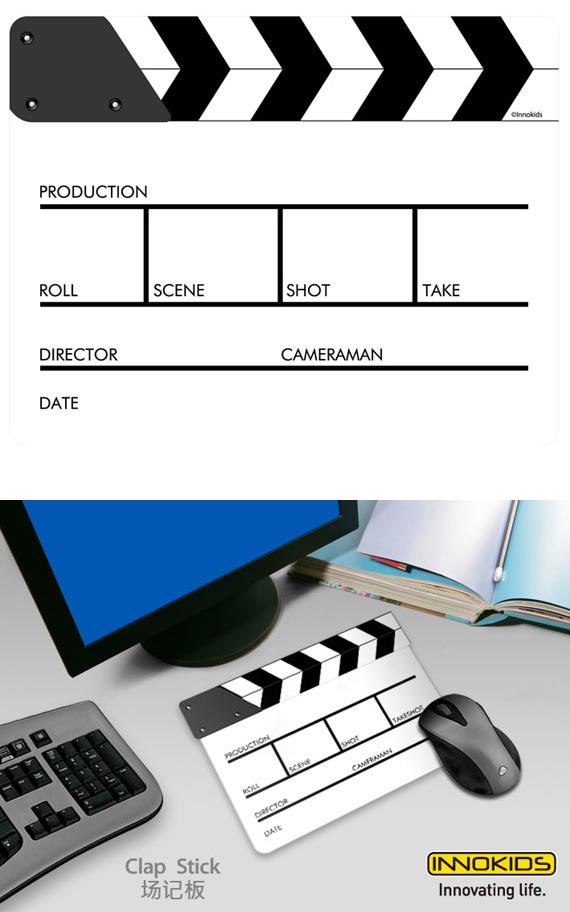 ©Innokids
PRODUCTION
ROLL SCENE SHOT TAKE
DIRECTOR CAMERAMAN
DATE
PRODUCTION
ROLL SCENE SHOT TAKESHOT
DIRECTOR CAMERAMAN
DATE
Clap Stick
场记板
INNOKIDS
Innovating life.